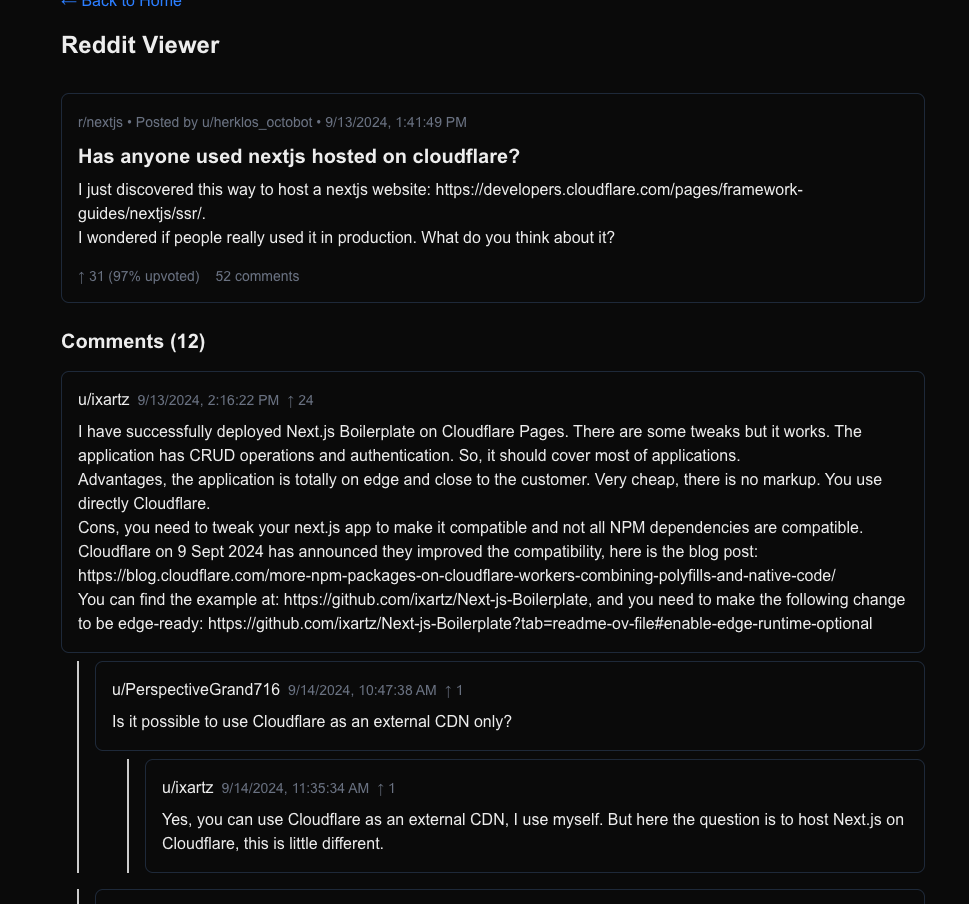 ← Back to Home
Reddit Viewer
r/nextjs • Posted by u/herklos_octobot • 9/13/2024, 1:41:49 PM
Has anyone used nextjs hosted on cloudflare?
I just discovered this way to host a nextjs website: https://developers.cloudflare.com/pages/framework-
guides/nextjs/ssr/.
I wondered if people really used it in production. What do you think about it?
↑ 31 (97% upvoted) 52 comments
Comments (12)
u/ixartz 9/13/2024, 2:16:22 PM ↑ 24
I have successfully deployed Next.js Boilerplate on Cloudflare Pages. There are some tweaks but it works. The
application has CRUD operations and authentication. So, it should cover most of applications.
Advantages, the application is totally on edge and close to the customer. Very cheap, there is no markup. You use
directly Cloudflare.
Cons, you need to tweak your next.js app to make it compatible and not all NPM dependencies are compatible.
Cloudflare on 9 Sept 2024 has announced they improved the compatibility, here is the blog post:
https://blog.cloudflare.com/more-npm-packages-on-cloudflare-workers-combining-polyfills-and-native-code/
You can find the example at: https://github.com/ixartz/Next-js-Boilerplate, and you need to make the following change
to be edge-ready: https://github.com/ixartz/Next-js-Boilerplate?tab=readme-ov-file#enable-edge-runtime-optional
u/PerspectiveGrand716 9/14/2024, 10:47:38 AM ↑ 1
Is it possible to use Cloudflare as an external CDN only?
u/ixartz 9/14/2024, 11:35:34 AM ↑ 1
Yes, you can use Cloudflare as an external CDN, I use myself. But here the question is to host Next.js on
Cloudflare, this is little different.